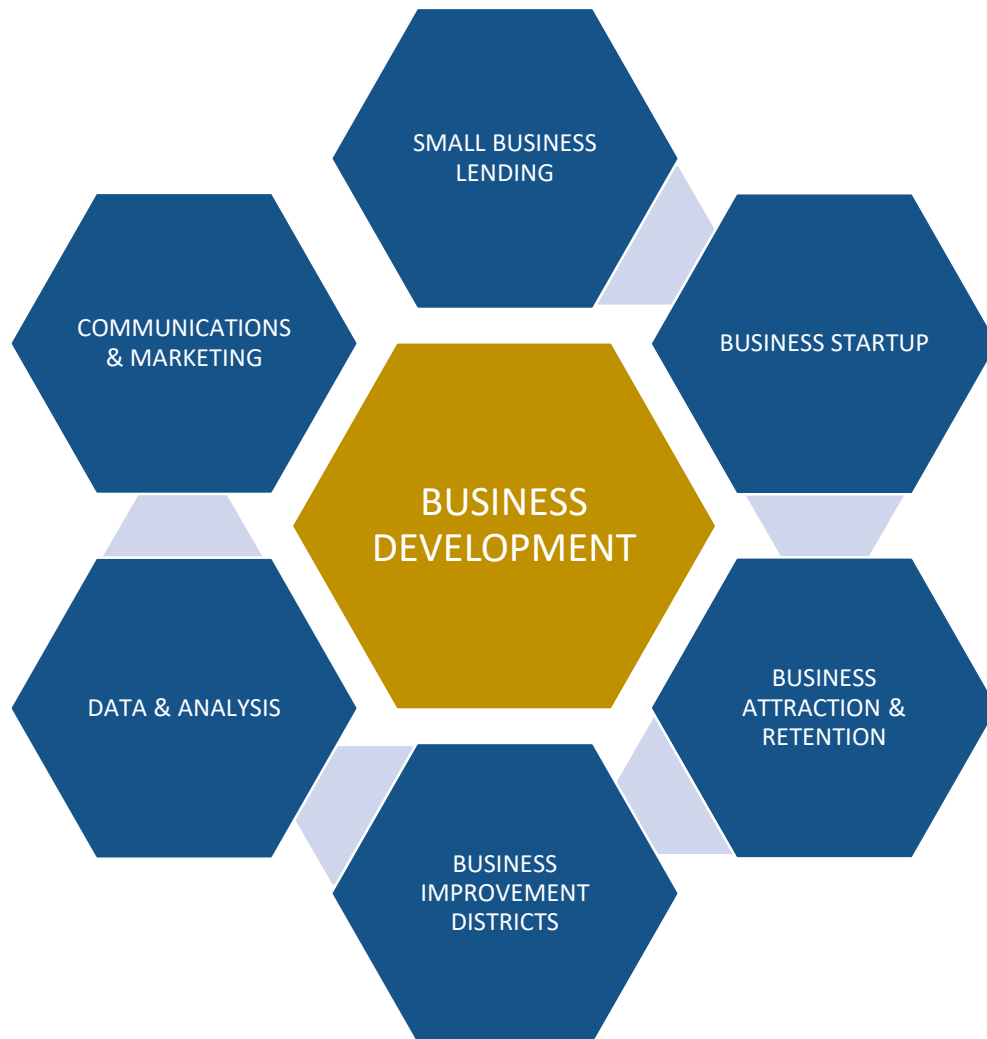 SMALL BUSINESS
LENDING
BUSINESS STARTUP
BUSINESS
ATTRACTION &
RETENTION
BUSINESS
IMPROVEMENT
DISTRICTS
DATA & ANALYSIS
COMMUNICATIONS
& MARKETING
BUSINESS
DEVELOPMENT